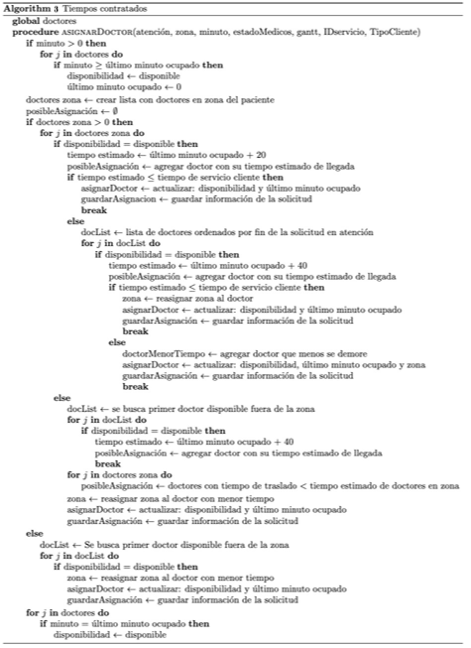 Algorithm 3 Tiempos contratados
global doctores
procedure ASIGNARDOCTOR(atención, zona, minuto, estadoMedicos, gantt, IDservicio, TipoCliente)
if minuto > 0 then
for j in doctores do
if minuto ≥ último minuto ocupado then
disponibilidad ← disponible
último minuto ocupado ← 0
doctores zona ← crear lista con doctores en zona del paciente
posibleAsignación ← ∅
if doctores zona > 0 then
for j in doctores zona do
if disponibilidad = disponible then
tiempo estimado ← último minuto ocupado + 20
posibleAsignación ← agregar doctor con su tiempo estimado de llegada
if tiempo estimado ≤ tiempo de servicio cliente then
asignarDoctor ← actualizar: disponibilidad y último minuto ocupado
guardarAsignacion ← guardar información de la solicitud
break
else
docList ← lista de doctores ordenados por fin de la solicitud en atención
for j in docList do
if disponibilidad = disponible then
tiempo estimado ← último minuto ocupado + 40
posibleAsignación ← agregar doctor con su tiempo estimado de llegada
if tiempo estimado ≤ tiempo de servicio cliente then
zona ← reasignar zona al doctor
asignarDoctor ← actualizar: disponibilidad y último minuto ocupado
guardarAsignación ← guardar información de la solicitud
break
else
doctorMenorTiempo ← agregar doctor que menos se demore
asignarDoctor ← actualizar: disponibilidad, último minuto ocupado y zona
guardarAsignación ← guardar información de la solicitud
break
else
docList ← se busca primer doctor disponible fuera de la zona
for j in docList do
if disponibilidad = disponible then
tiempo estimado ← último minuto ocupado + 40
posibleAsignación ← agregar doctor con su tiempo estimado de llegada
break
for j in doctores zona do
posibleAsignación ← doctores con tiempo de traslado < tiempo estimado de doctores en zona
zona ← reasignar zona al doctor con menor tiempo
asignarDoctor ← actualizar: disponibilidad y último minuto ocupado
guardarAsignación ← guardar información de la solicitud
else
docList ← Se busca primer doctor disponible fuera de la zona
for j in docList do
if disponibilidad = disponible then
zona ← reasignar zona al doctor con menor tiempo
asignarDoctor ← actualizar: disponibilidad y último minuto ocupado
guardarAsignación ← guardar información de la solicitud
for j in doctores do
if minuto = último minuto ocupado then
disponibilidad ← disponible